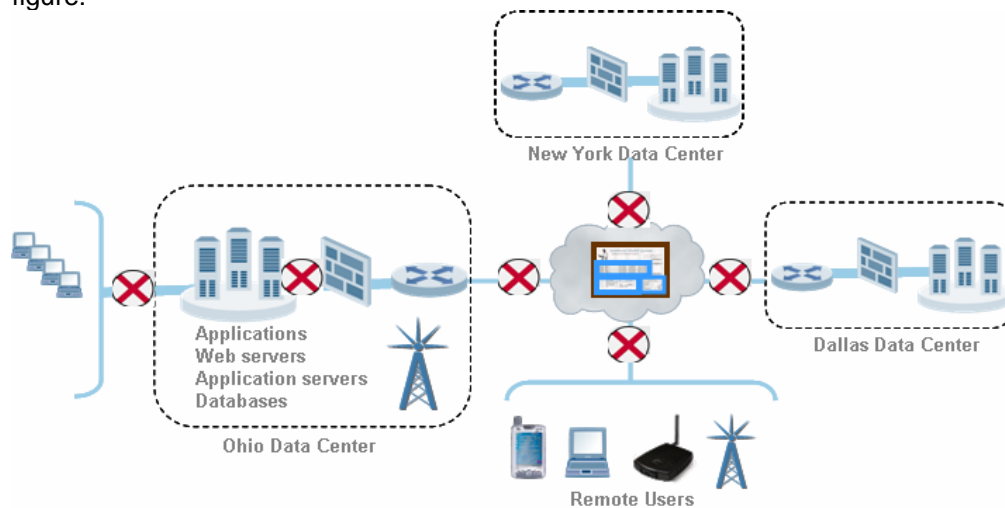 figure.
New York Data Center
Applications
Web servers
Application servers
Databases
Ohio Data Center
Dallas Data Center
Remote Users